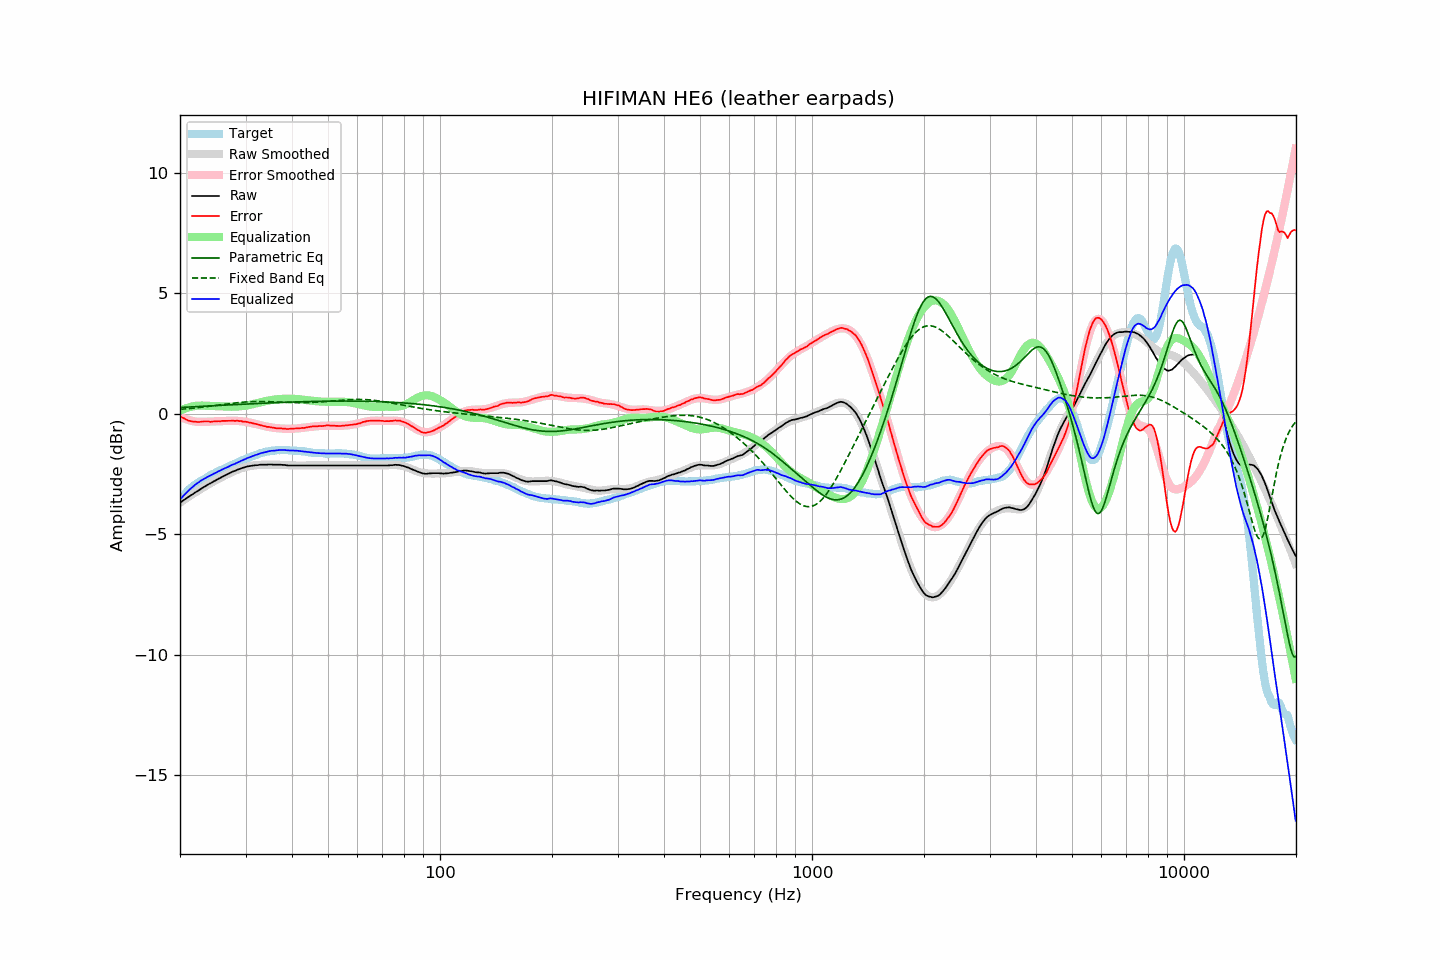 HIFIMAN HE6 (leather earpads)
Target
Raw Smoothed
Error Smoothed
Raw
Error
Equalization
Parametric Eq
Fixed Band Eq
Equalized
10
5
0
−5
−10
−15
Amplitude (dBr)
100
1000
10000
Frequency (Hz)